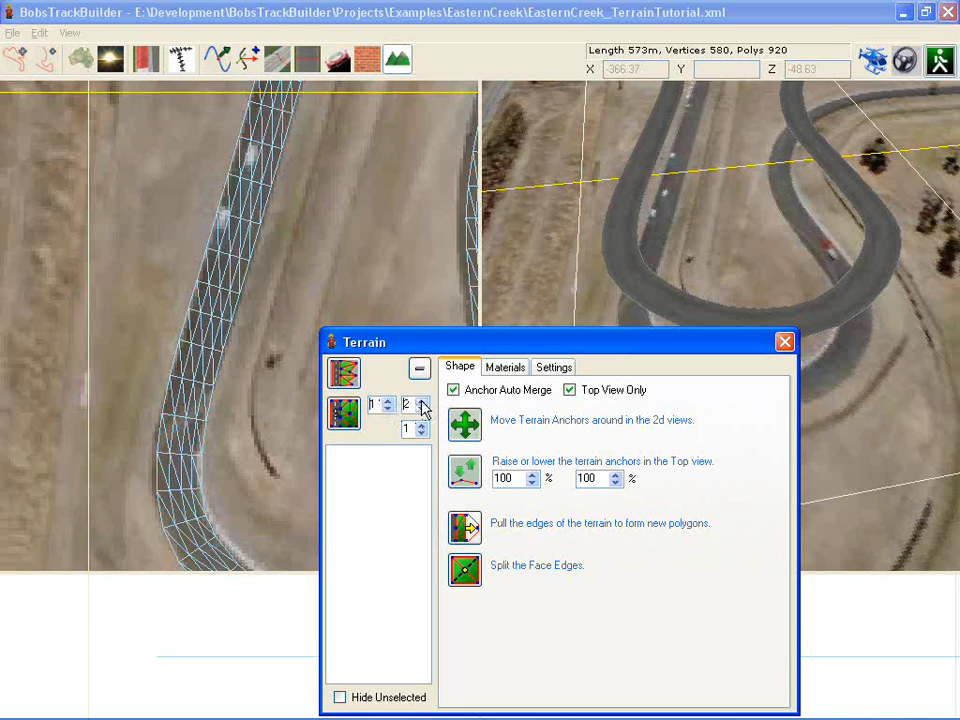 BobsTrackBuilder - E:\Development\BobsTrackBuilder\Projects\Examples\EasternCreek\EasternCreek_TerrainTutorial.xml
File Edit View
Length 573m, Vertices 580, Polys 920
X -366.37 Y Z -48.63
Terrain
Shape Materials Settings
Anchor Auto Merge Top View Only
1 2
Move Terrain Anchors around in the 2d views.
1
Raise or lower the terrain anchors in the Top view.
100 % 100 %
Pull the edges of the terrain to form new polygons.
Split the Face Edges.
Hide Unselected